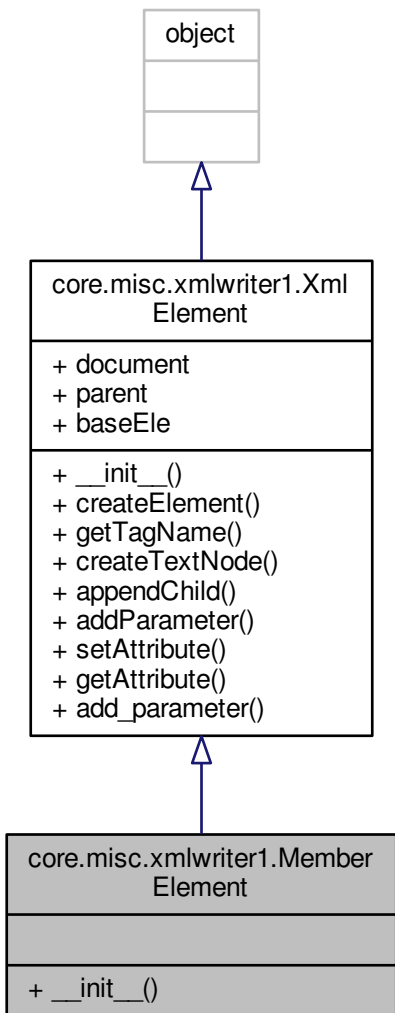 object
core.misc.xmlwriter1.Xml
Element
+ document
+ parent
+ baseEle
+ __init__()
+ createElement()
+ getTagName()
+ createTextNode()
+ appendChild()
+ addParameter()
+ setAttribute()
+ getAttribute()
+ add_parameter()
core.misc.xmlwriter1.Member
Element
+ __init__()